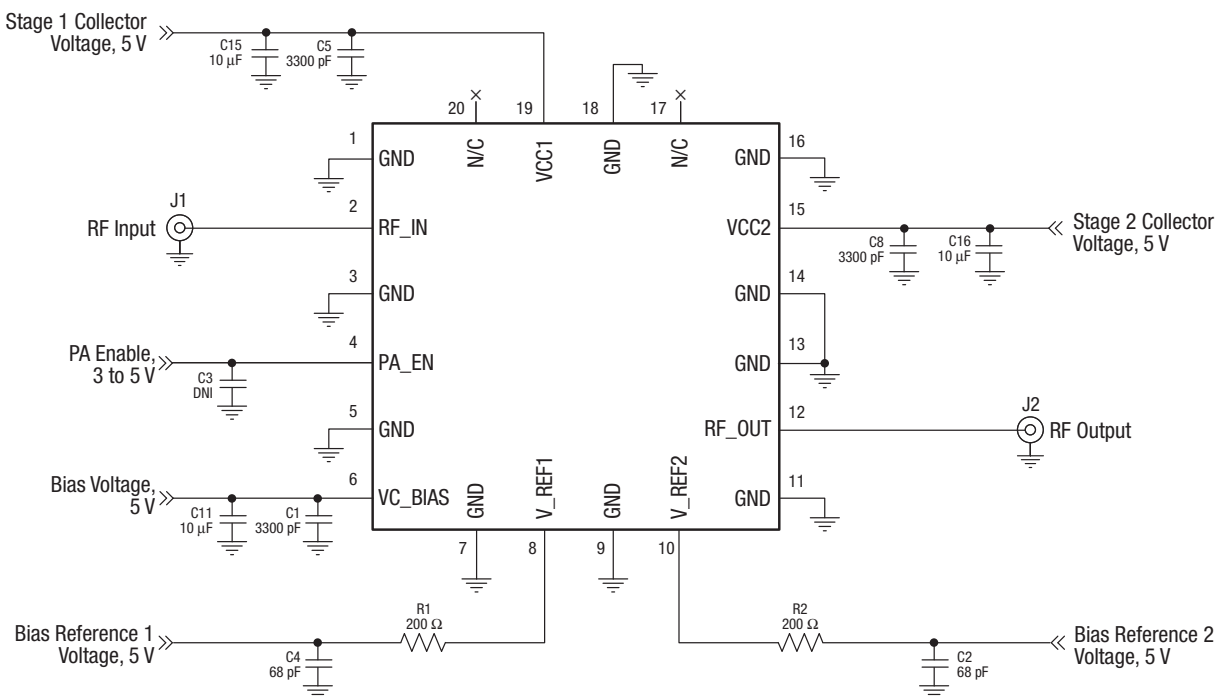 Stage 1 Collector
Voltage, 5 V
C15
10 μF
C5
3300 pF
20
19
18
17
N/C
VCC1
GND
N/C
1
GND
16
GND
J1
RF Input
2
RF_IN
15
VCC2
Stage 2 Collector
Voltage, 5 V
C8
3300 pF
C16
10 μF
3
GND
14
GND
PA Enable,
3 to 5 V
4
PA_EN
C3
DNI
13
GND
5
GND
12
RF_OUT
J2
RF Output
Bias Voltage,
5 V
6
VC_BIAS
C11
10 μF
C1
3300 pF
GND
V_REF1
GND
V_REF2
11
GND
7
8
9
10
Bias Reference 1
Voltage, 5 V
R1
200 Ω
C4
68 pF
R2
200 Ω
Bias Reference 2
Voltage, 5 V
C2
68 pF